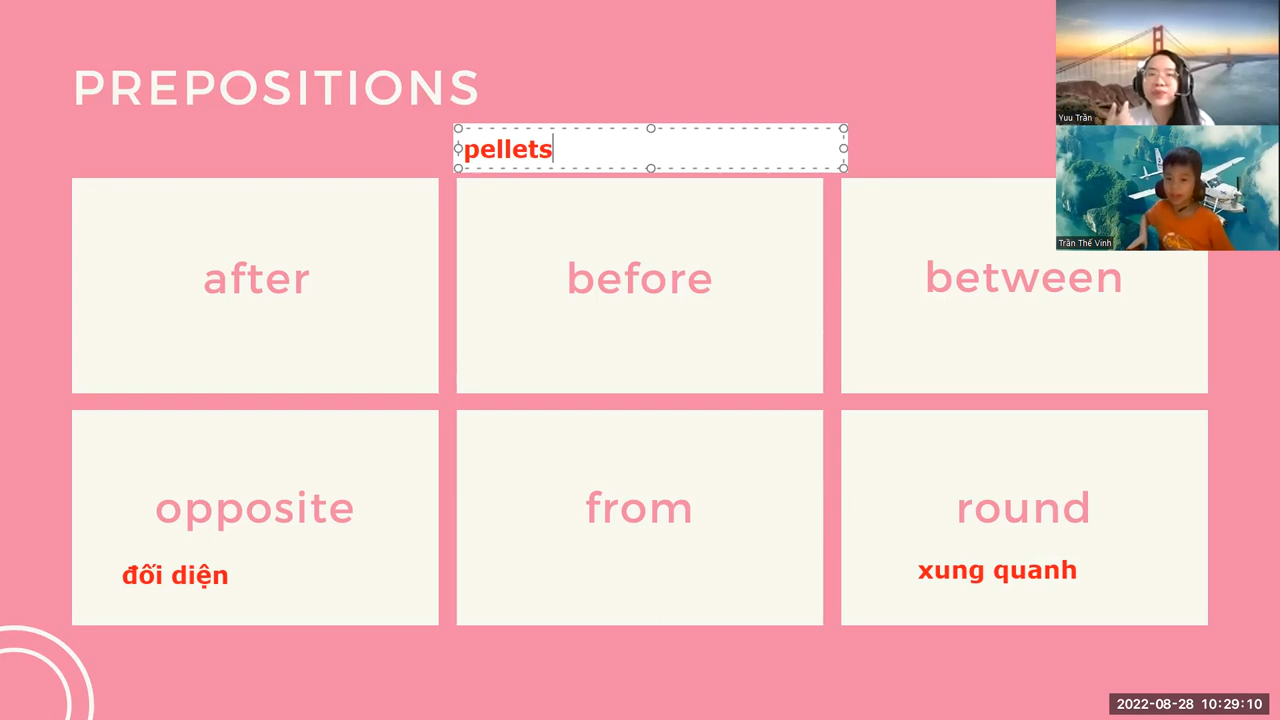 PREPOSITIONS
Yuu Trần
pellets
Trần Thế Vinh
after
before
between
opposite
from
round
đối diện
xung quanh
2022-08-28 10:29:10